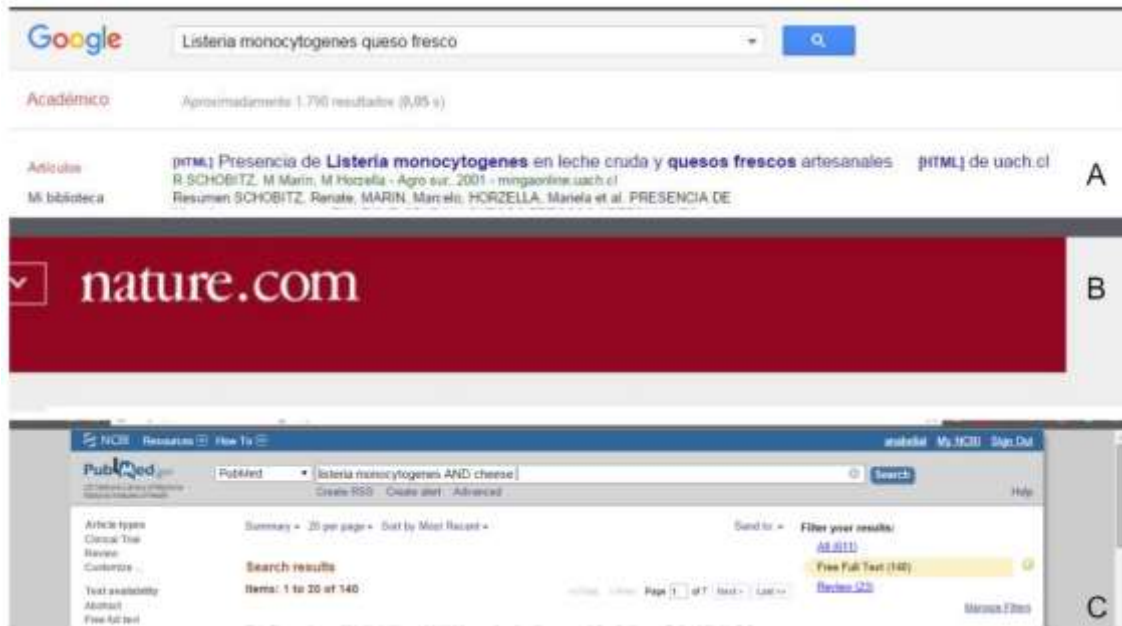 Google
Listeria monocytogenes queso fresco
Académico
Aproximadamente 1.790 resultados (0,05 s)
Artículos
Mi biblioteca
[HTML] Presencia de Listeria monocytogenes en leche cruda y quesos frescos artesanales [HTML] de uach.cl
R SCHOBITZ, M Marin, M Horzella - Agro sur, 2001 - mingaonline.uach.cl
Resumen SCHOBITZ, Renate, MARIN, Marcelo, HORZELLA, Mariela et al. PRESENCIA DE
A
nature.com
B
NCBI Resources How To
My NCBI Sign Out
PubMed.gov
PubMed
listeria monocytogenes AND cheese
Search
Create RSS Create alert Advanced
Help
Article types
Clinical Trial
Review
Customize ...
Text availability
Abstract
Free full text
Summary 20 per page Sort by Most Recent
Send to
Search results
Items: 1 to 20 of 140
Page 1 of 7 Next > Last >>
Filter your results:
All (611)
Free Full Text (140)
Review (23)
Manage Filters
C